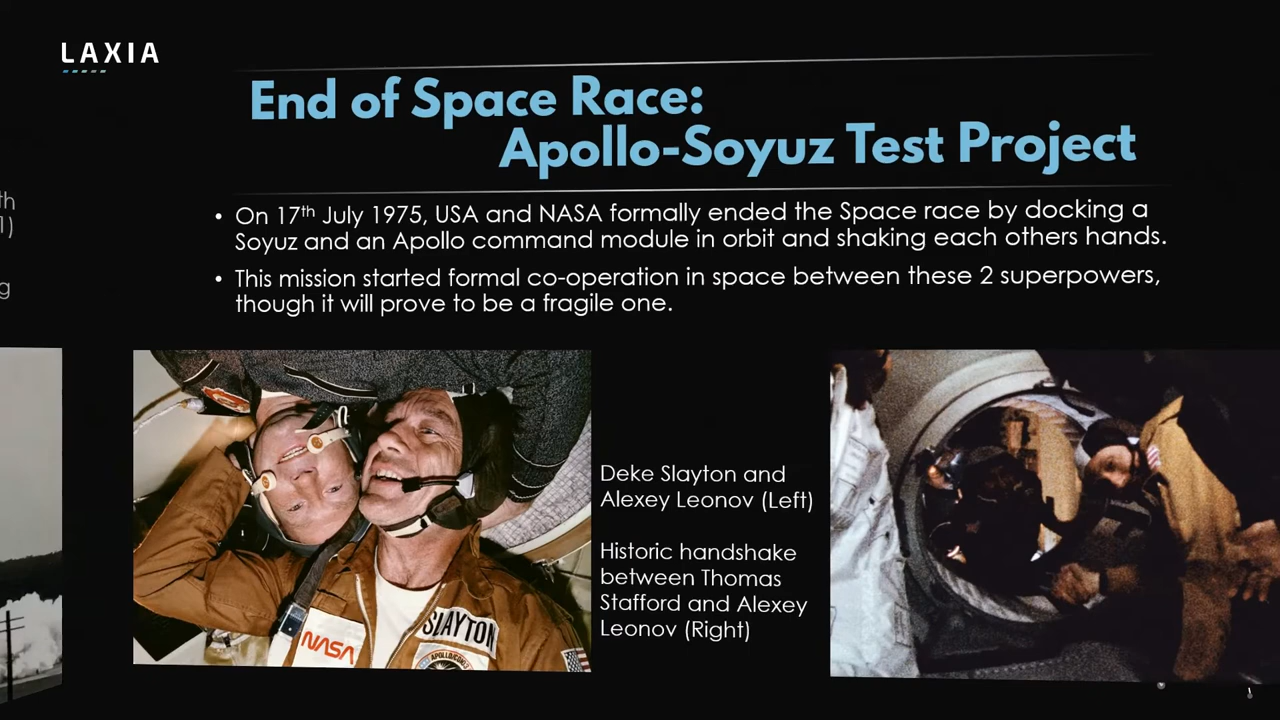 LAXIA
End of Space Race:
Apollo-Soyuz Test Project
th
1)
g
• On 17th July 1975, USA and NASA formally ended the Space race by docking a
Soyuz and an Apollo command module in orbit and shaking each others hands.
• This mission started formal co-operation in space between these 2 superpowers,
though it will prove to be a fragile one.
Deke Slayton and
Alexey Leonov (Left)
Historic handshake
between Thomas
Stafford and Alexey
Leonov (Right)
NASA
SLAYTON